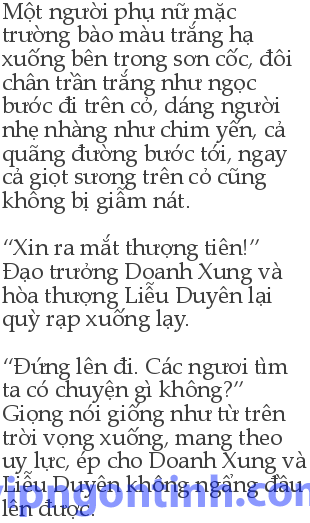 Một người phụ nữ mặc
trường bào màu trắng hạ
xuống bên trong sơn cốc, đôi
chân trần trắng như ngọc
bước đi trên cỏ, dáng người
nhẹ nhàng như chim yến, cả
quãng đường bước tới, ngay
cả giọt sương trên cỏ cũng
không bị giẫm nát.
“Xin ra mắt thượng tiên!”
Đạo trưởng Doanh Xung và
hòa thượng Liễu Duyên lại
quỳ rạp xuống lạy.
“Đứng lên đi. Các ngươi tìm
ta có chuyện gì không?”
Giọng nói giống như từ trên
trời vọng xuống, mang theo
uy lực, ép cho Doanh Xung và
Liễu Duyên không ngẩng đầu
lên được.
vipngontinh.com